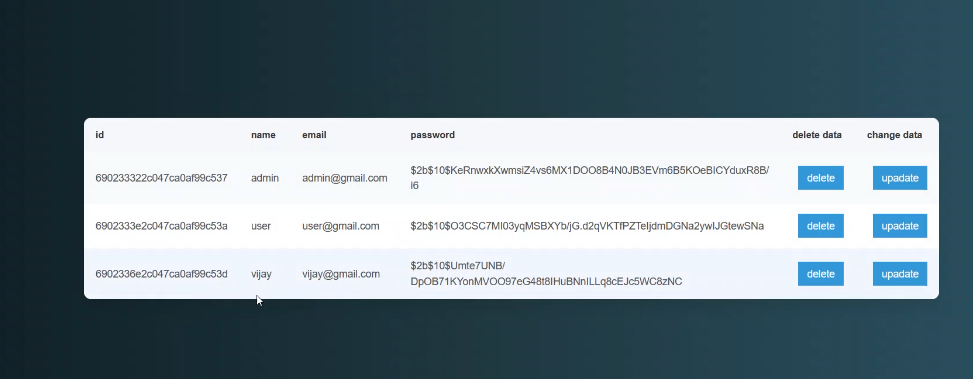 id name email password delete data change data
690233322c047ca0af99c537 admin admin@gmail.com $2b$10$KeRnwxkXwmsiZ4vs6MX1DOO8B4N0JB3EVm6B5KOeBICYduxR8B/ delete upadate
i6
6902333e2c047ca0af99c53a user user@gmail.com $2b$10$O3CSC7MI03yqMSBXYb/jG.d2qVKTfPZTeIjdmDGNa2ywIJGtewSNa delete upadate
6902336e2c047ca0af99c53d vijay vijay@gmail.com $2b$10$Umte7UNB/ delete upadate
DpOB71KYonMVOO97eG48t8IHuBNnILLq8cEJc5WC8zNC